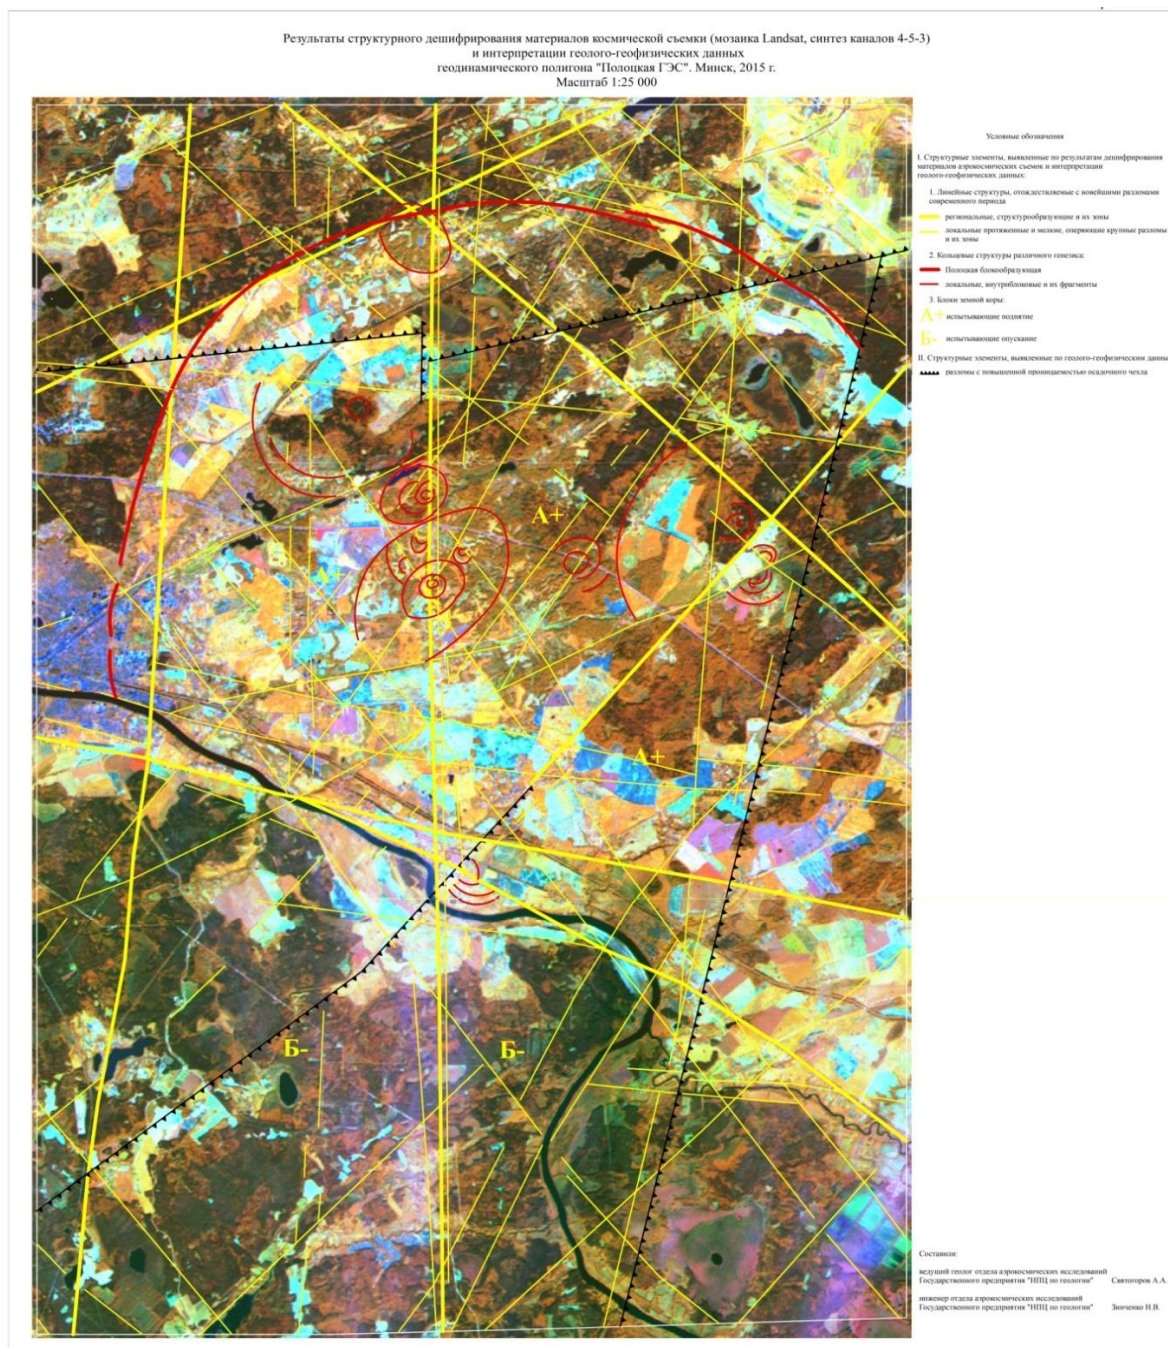 Результаты структурного дешифрирования материалов космической съемки (мозаика Landsat, синтез каналов 4-5-3)
и интерпретации геолого-геофизических данных
геодинамического полигона "Полоцкая ГЭС". Минск, 2015 г.
Масштаб 1:25 000
Условные обозначения
I. Структурные элементы, выявленные по результатам дешифрирования
материалов аэрокосмических съемок и интерпретации
геолого-геофизических данных:
1. Линейные структуры, отождествляемые с новейшими разломами
современного периода
региональные, структурообразующие и их зоны
локальные протяженные и мелкие, оперяющие крупные разломы
и их зоны
2. Кольцевые структуры различного генезиса:
Полоцкая блокообразующая
локальные, внутриблоковые и их фрагменты
3. Блоки земной коры:
А+ испытывающие поднятие
Б- испытывающие опускание
II. Структурные элементы, выявленные по геолого-геофизическим данны
разломы с повышенной проницаемостью осадочного чехла
А+
А+
А+
Б-
Б-
Составили:
ведущий геолог отдела аэрокосмических исследований
Государственного предприятия "НПЦ по геологии" Святогоров А.А.
инженер отдела аэрокосмических исследований
Государственного предприятия "НПЦ по геологии" Зинченко Н.В.